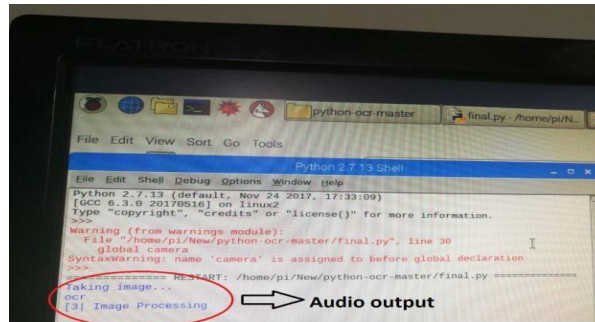 FLATRON
python-ocr-master
final.py - /home/pi/N...
File Edit View Sort Go Tools
Python 2.7.13 Shell
File Edit Shell Debug Options Window Help
Python 2.7.13 (default, Nov 24 2017, 17:33:09)
[GCC 6.3.0 20170516] on linux2
Type "copyright", "credits" or "license()" for more information.
>>>
Warning (from warnings module):
File "/home/pi/New/python-ocr-master/final.py", line 30
global camera
SyntaxWarning: name 'camera' is assigned to before global declaration
>>>
=============== RESTART: /home/pi/New/python-ocr-master/final.py ===============
Taking image...
ocr
[3| Image Processing
Audio output